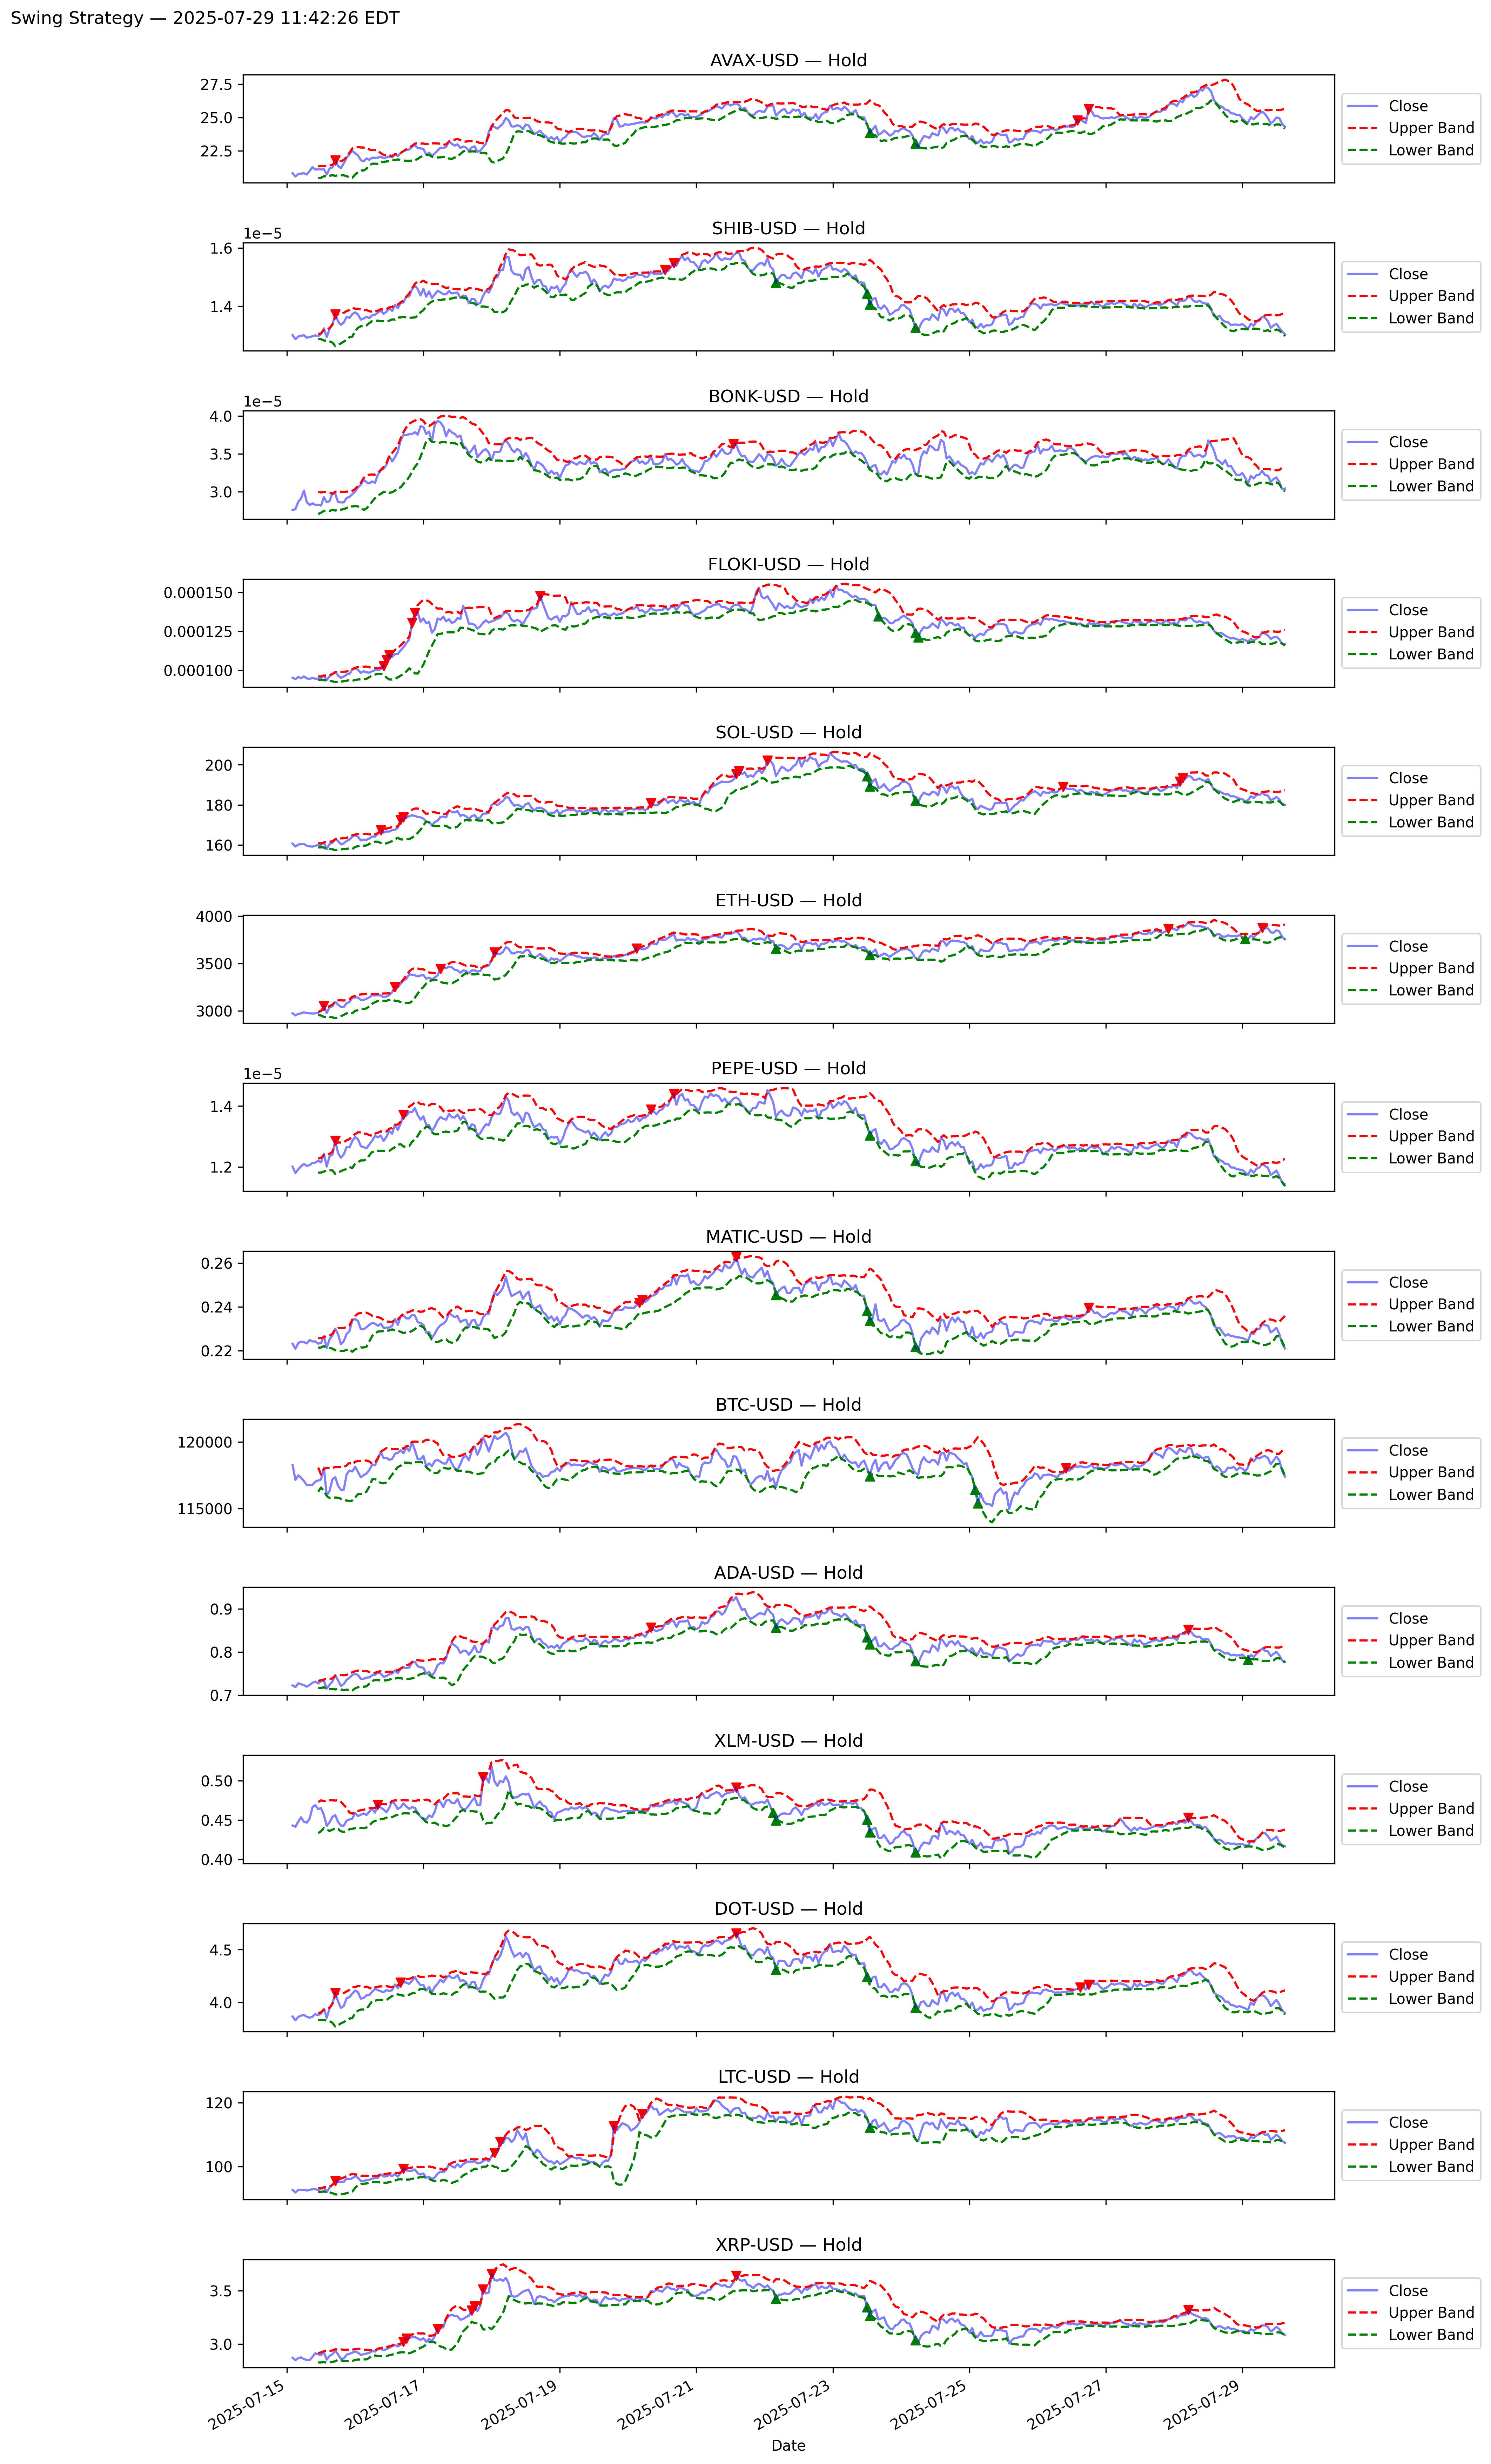 Swing Strategy — 2025-07-29 11:42:26 EDT
AVAX-USD — Hold
27.5
25.0
22.5
Close
Upper Band
Lower Band
SHIB-USD — Hold
1e−5
1.6
1.4
Close
Upper Band
Lower Band
BONK-USD — Hold
1e−5
4.0
3.5
3.0
Close
Upper Band
Lower Band
FLOKI-USD — Hold
0.000150
0.000125
0.000100
Close
Upper Band
Lower Band
SOL-USD — Hold
200
180
160
Close
Upper Band
Lower Band
ETH-USD — Hold
4000
3500
3000
Close
Upper Band
Lower Band
PEPE-USD — Hold
1e−5
1.4
1.2
Close
Upper Band
Lower Band
MATIC-USD — Hold
0.26
0.24
0.22
Close
Upper Band
Lower Band
BTC-USD — Hold
120000
115000
Close
Upper Band
Lower Band
ADA-USD — Hold
0.9
0.8
0.7
Close
Upper Band
Lower Band
XLM-USD — Hold
0.50
0.45
0.40
Close
Upper Band
Lower Band
DOT-USD — Hold
4.5
4.0
Close
Upper Band
Lower Band
LTC-USD — Hold
120
100
Close
Upper Band
Lower Band
XRP-USD — Hold
3.5
3.0
Close
Upper Band
Lower Band
2025-07-15
2025-07-17
2025-07-19
2025-07-21
2025-07-23
2025-07-25
2025-07-27
2025-07-29
Date